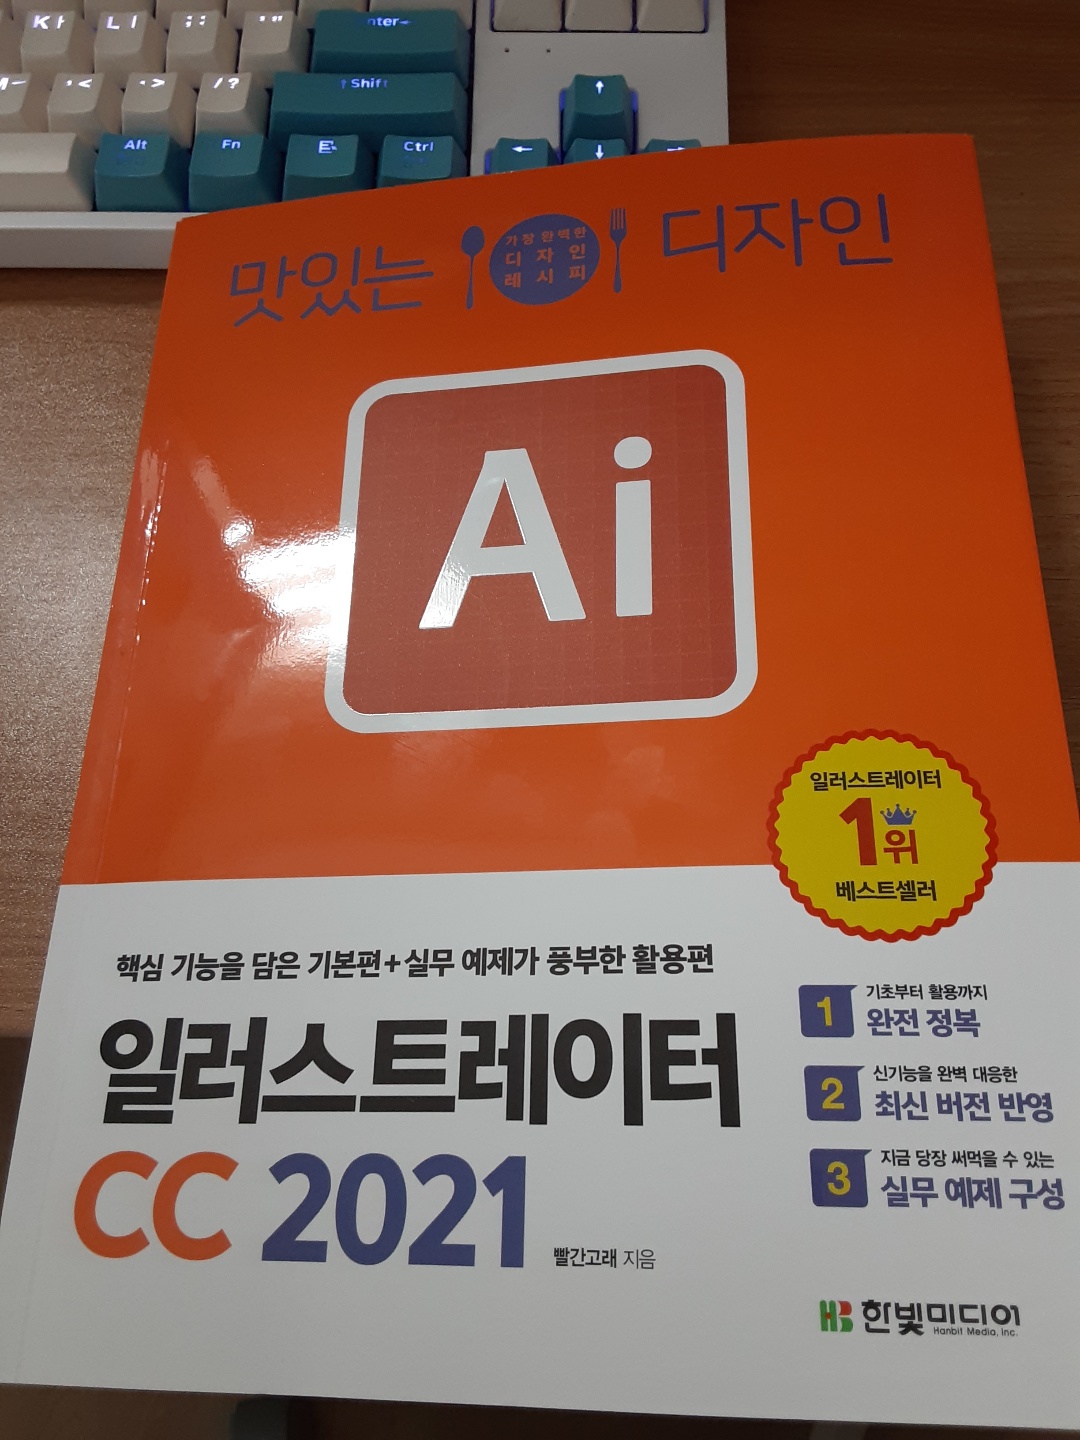 K ㅏ
L ㅣ
: ;
" '
Enter
< ,
> .
/ ?
⇧ Shift
Alt
Fn
Ctrl
↑
←
↓
→
맛있는
가장 완벽한
디자인
레시피
디자인
Ai
일러스트레이터
1위
베스트셀러
핵심 기능을 담은 기본편+실무 예제가 풍부한 활용편
일러스트레이터
CC 2021
빨간고래 지음
1 기초부터 활용까지
완전 정복
2 신기능을 완벽 대응한
최신 버전 반영
3 지금 당장 써먹을 수 있는
실무 예제 구성
HB 한빛미디어
Hanbit Media, Inc.